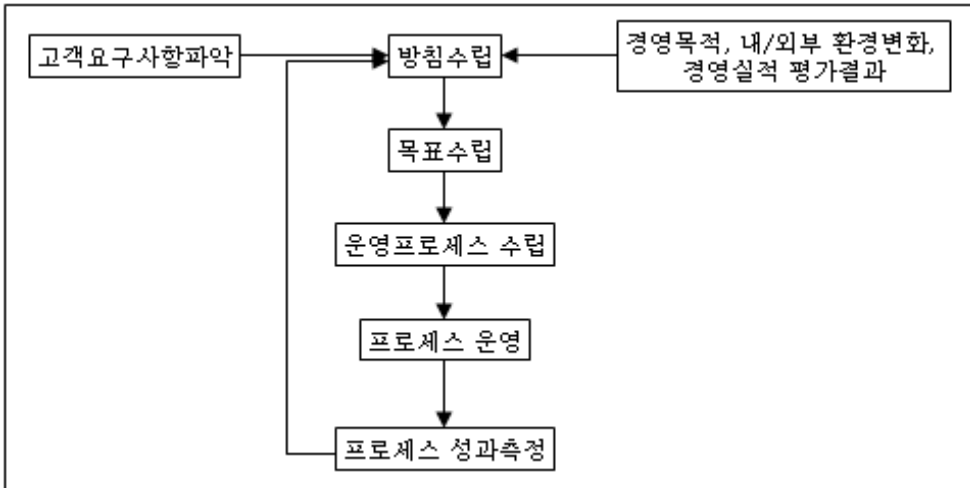 고객요구사항파악
방침수립
경영목적, 내/외부 환경변화,
경영실적 평가결과
목표수립
운영프로세스 수립
프로세스 운영
프로세스 성과측정